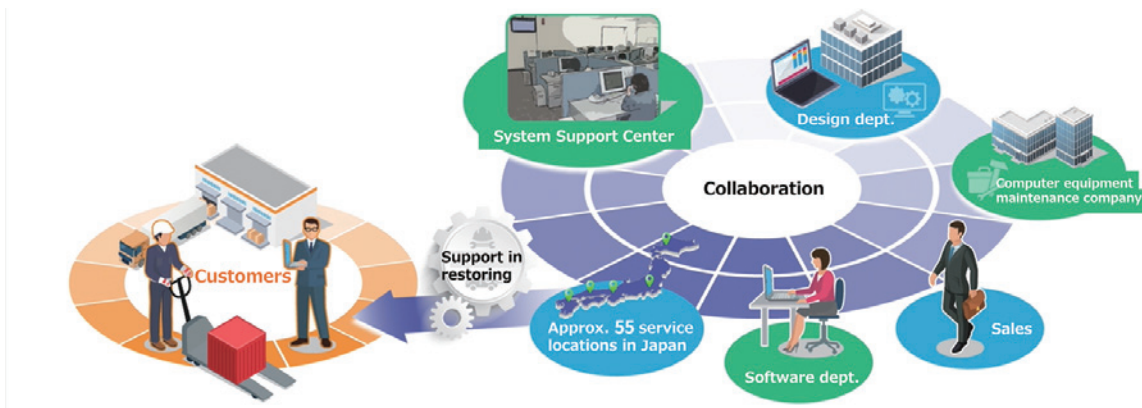 System Support Center
Design dept.
Computer equipment
maintenance company
Collaboration
Customers
Support in
restoring
Approx. 55 service
locations in Japan
Software dept.
Sales